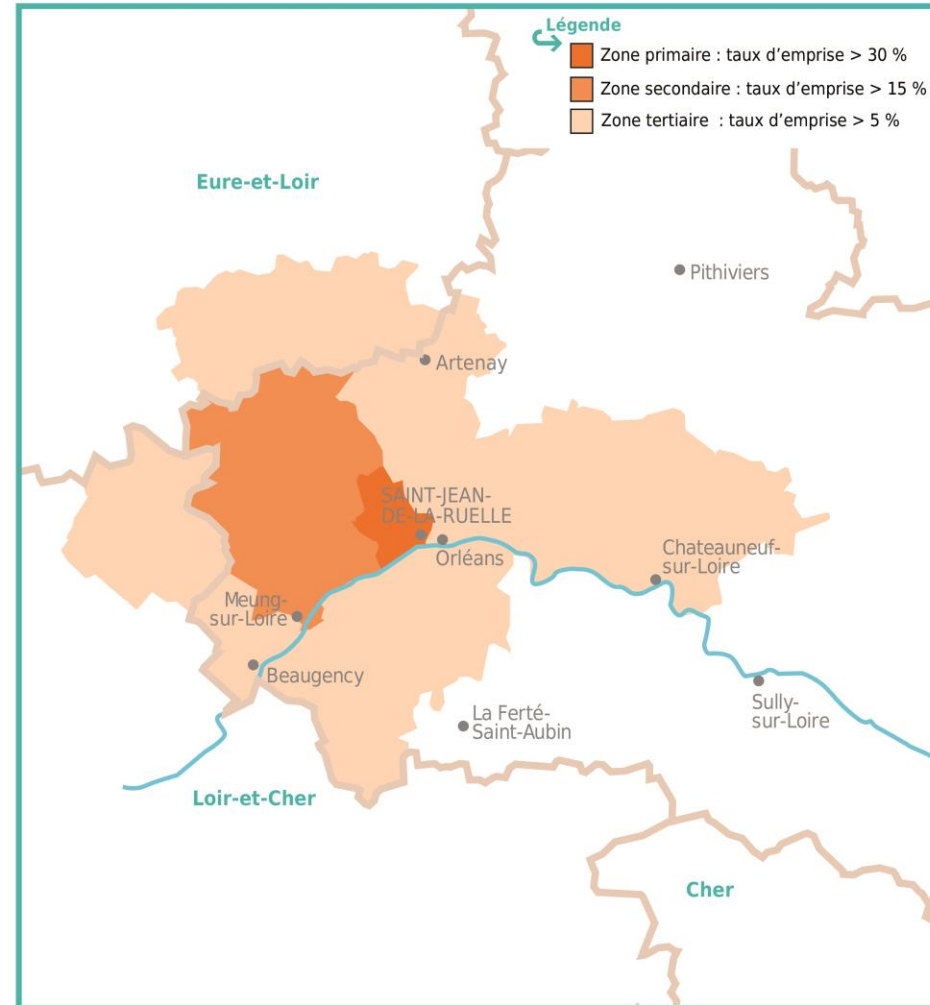 Légende
Zone primaire : taux d'emprise > 30 %
Zone secondaire : taux d'emprise > 15 %
Zone tertiaire : taux d'emprise > 5 %
Eure-et-Loir
Pithiviers
Artenay
SAINT-JEAN-
DE-LA-RUELLE
Orléans
Chateauneuf-
sur-Loire
Meung-
sur-Loire
Beaugency
Sully-
sur-Loire
La Ferté-
Saint-Aubin
Loir-et-Cher
Cher